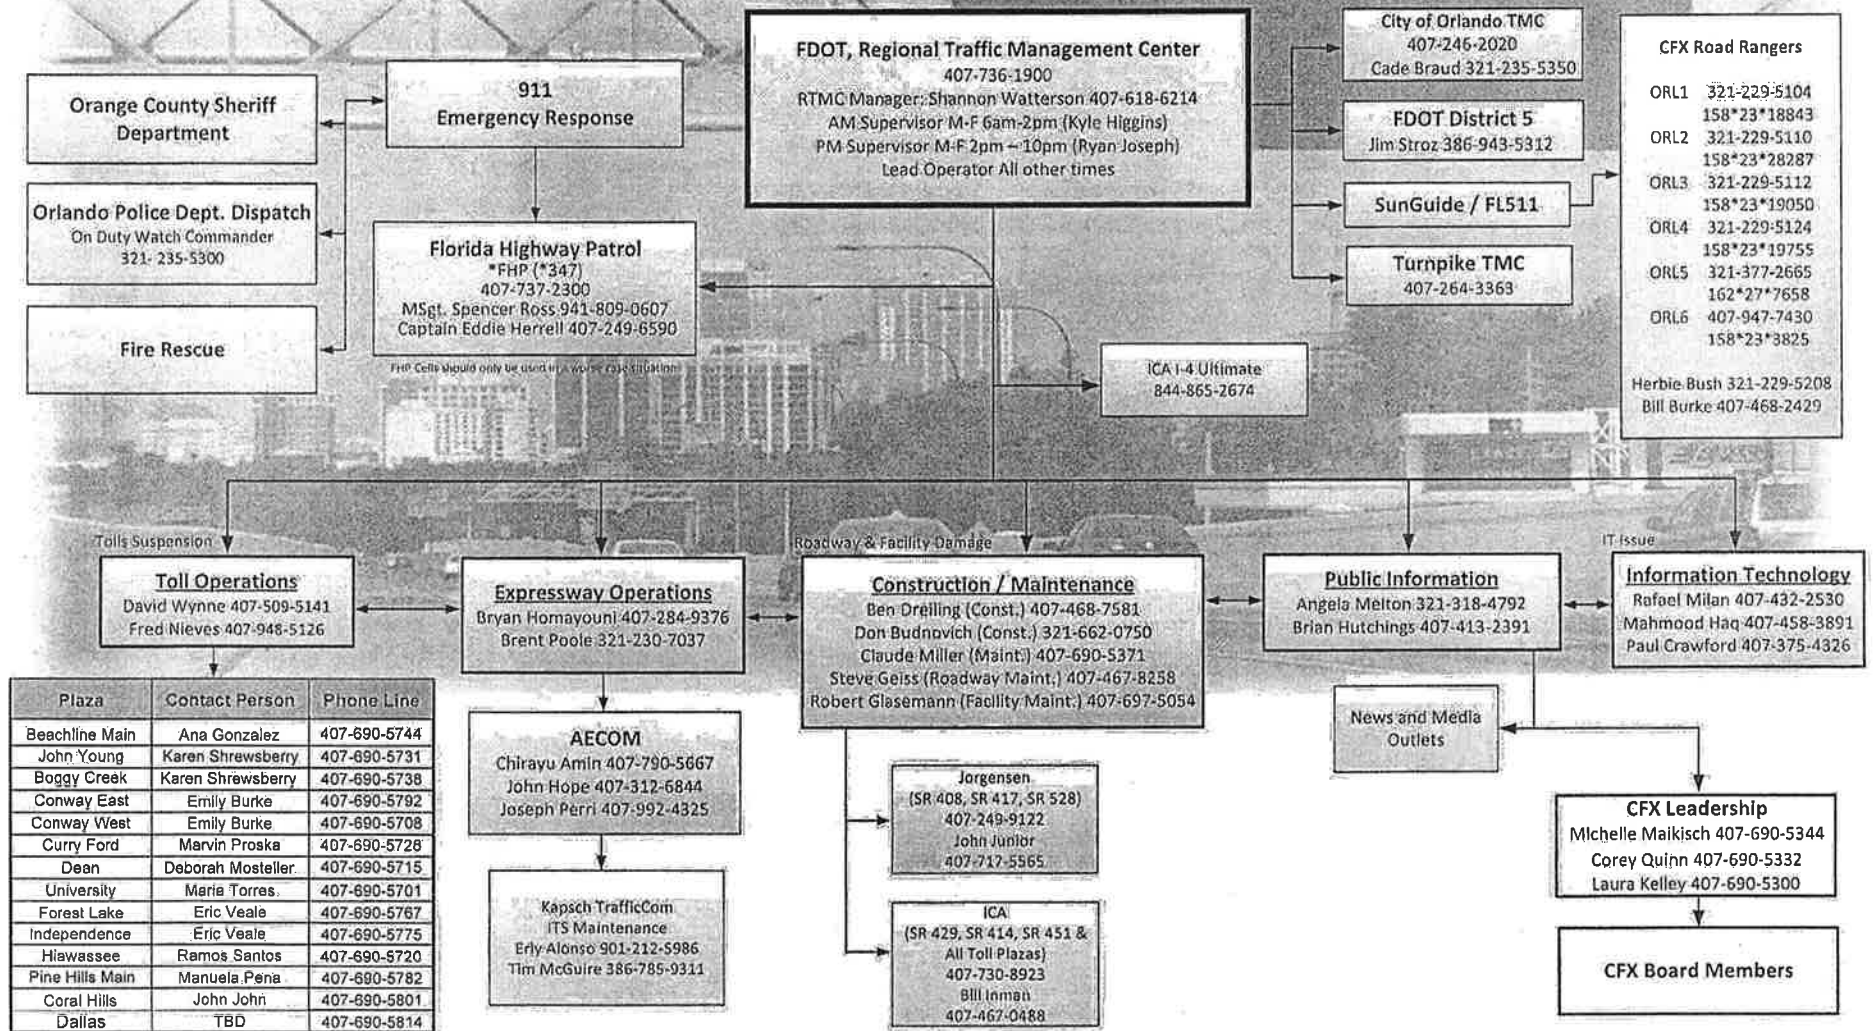 FDOT, Regional Traffic Management Center
407-736-1900
RTMC Manager: Shannon Watterson 407-618-6214
AM Supervisor M-F 6am-2pm (Kyle Higgins)
PM Supervisor M-F 2pm – 10pm (Ryan Joseph)
Lead Operator All other times
911
Emergency Response
Orange County Sheriff
Department
Orlando Police Dept. Dispatch
On Duty Watch Commander
321- 235-5300
Fire Rescue
Florida Highway Patrol
*FHP (*347)
407-737-2300
MSgt. Spencer Ross 941-809-0607
Captain Eddie Herrell 407-249-6590
FHP Cells should only be used in a worse case situation
City of Orlando TMC
407-246-2020
Cade Braud 321-235-5350
FDOT District 5
Jim Stroz 386-943-5312
SunGuide / FL511
Turnpike TMC
407-264-3363
CFX Road Rangers
ORL1 321-229-5104
158*23*18843
ORL2 321-229-5110
158*23*28287
ORL3 321-229-5112
158*23*19050
ORL4 321-229-5124
158*23*19755
ORL5 321-377-2665
162*27*7658
ORL6 407-947-7430
158*23*3825
Herbie Bush 321-229-5208
Bill Burke 407-468-2429
ICA I-4 Ultimate
844-865-2674
Tolls Suspension
Toll Operations
David Wynne 407-509-5141
Fred Nieves 407-948-5126
Expressway Operations
Bryan Homayouni 407-284-9376
Brent Poole 321-230-7037
Roadway & Facility Damage
Construction / Maintenance
Ben Dreiling (Const.) 407-468-7581
Don Budnovich (Const.) 321-662-0750
Claude Miller (Maint.) 407-690-5371
Steve Geiss (Roadway Maint.) 407-467-8258
Robert Glasemann (Facility Maint.) 407-697-5054
Public Information
Angela Melton 321-318-4792
Brian Hutchings 407-413-2391
IT Issue
Information Technology
Rafael Milan 407-432-2530
Mahmood Haq 407-458-3891
Paul Crawford 407-375-4326
Plaza Contact Person Phone Line
Beechline Main Ana Gonzalez 407-690-5744
John Young Karen Shrewsberry 407-690-5731
Boggy Creek Karen Shrewsberry 407-690-5738
Conway East Emily Burke 407-690-5792
Conway West Emily Burke 407-690-5708
Curry Ford Marvin Proska 407-690-5728
Dean Deborah Mosteller 407-690-5715
University Maria Torres 407-690-5701
Forest Lake Eric Veale 407-690-5767
Independence Eric Veale 407-690-5775
Hiawassee Ramos Santos 407-690-5720
Pine Hills Main Manuela Pena 407-690-5782
Coral Hills John John 407-690-5801
Dallas TBD 407-690-5814
AECOM
Chirayu Amin 407-790-5667
John Hope 407-312-6844
Joseph Perri 407-992-4325
Kapsch TrafficCom
ITS Maintenance
Erly Alonso 901-212-5986
Tim McGuire 386-785-9311
Jorgensen
(SR 408, SR 417, SR 528)
407-249-9122
John Junior
407-717-5565
ICA
(SR 429, SR 414, SR 451 &
All Toll Plazas)
407-730-8923
Bill Inman
407-467-0488
News and Media
Outlets
CFX Leadership
Michelle Maikisch 407-690-5344
Corey Quinn 407-690-5332
Laura Kelley 407-690-5300
CFX Board Members